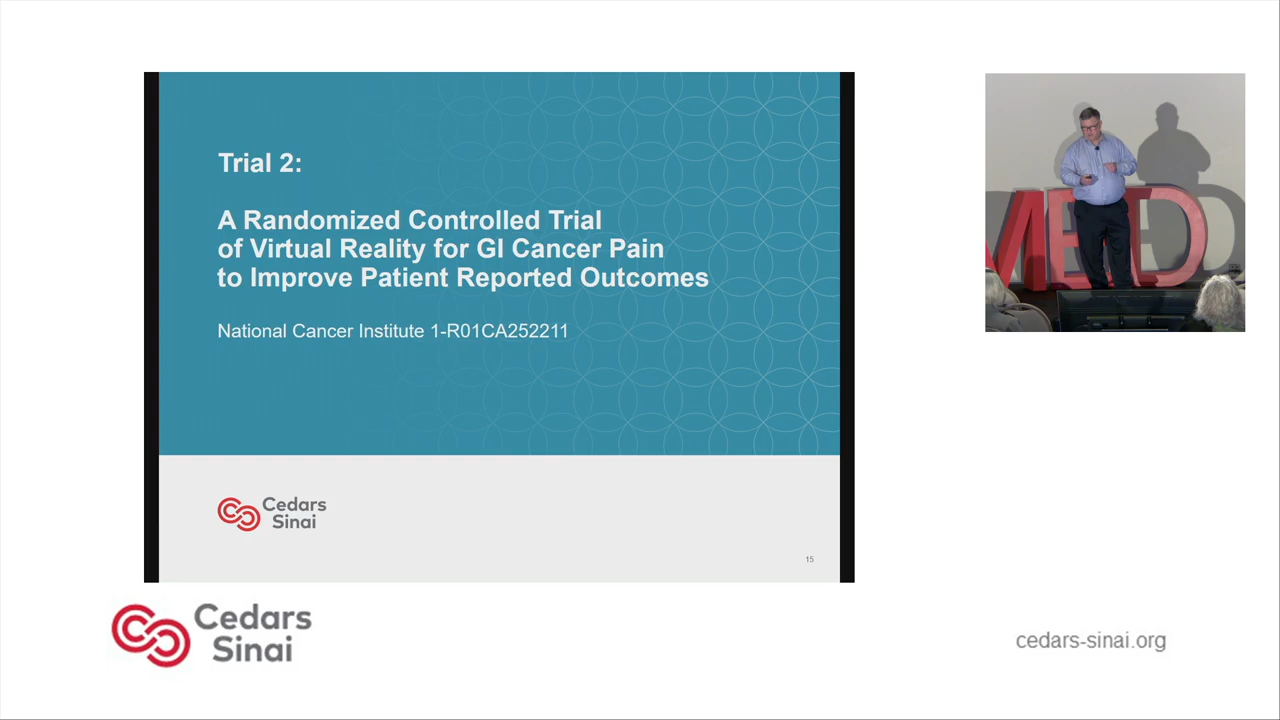 Trial 2:
A Randomized Controlled Trial
of Virtual Reality for GI Cancer Pain
to Improve Patient Reported Outcomes
National Cancer Institute 1-R01CA252211
Cedars
Sinai
15
MED
Cedars
Sinai
cedars-sinai.org